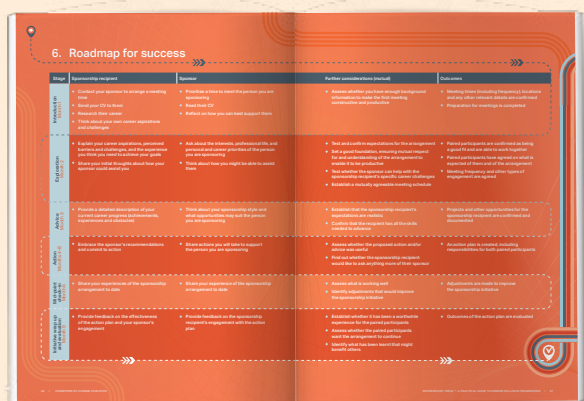 6. Roadmap for success
Stage
Sponsorship recipient
Sponsor
Further considerations (mutual)
Outcomes
Introduction
Month 1
Contact your sponsor to arrange a meeting
time
Send your CV to them
Research their career
Think about your own career aspirations
and challenges
Prioritise a time to meet the person you are
sponsoring
Read their CV
Reflect on how you can best support them
Assess whether you have enough background
information to make the first meeting
constructive and productive
Meeting times (including frequency), locations
and any other relevant details are confirmed
Preparation for meetings is completed
Exploration
Explain your career aspirations, perceived
barriers and challenges, and the experience
you think you need to achieve your goals
Share your initial thoughts about how your
sponsor could assist you
Ask about the interests, professional life, and
personal and career priorities of the person
you are sponsoring
Think about how you might be able to assist
them
Test and confirm expectations for the arrangement
Set a good foundation, ensuring mutual respect
for and understanding of the arrangement to
enable it to be productive
Test whether the sponsor can help with the
sponsorship recipient's specific career challenges
Establish a mutually agreeable meeting schedule
Paired participants are confirmed as being
a good fit and are able to work together
Paired participants have agreed on what is
expected of them and of the arrangement
Meeting frequency and other types of
engagement are agreed
Advice
Provide a detailed description of your
current career progress (achievements,
experiences and obstacles)
Think about your sponsorship style and
what opportunities may suit the person
you are sponsoring
Establish that the sponsorship recipient's
expectations are realistic
Confirm that the recipient has all the skills
needed to advance
Projects and other opportunities for the
sponsorship recipient are confirmed and
documented
Action
Embrace the sponsor's recommendations
and commit to action
Share actions you will take to support
the person you are sponsoring
Assess whether the proposed action and/or
advice was useful
Find out whether the sponsorship recipient
would like to ask anything more of their sponsor
An action plan is created, including
responsibilities for both paired participants.
Mid-point
check-in
Share your experiences of the sponsorship
arrangement to date
Share your experience of the sponsorship
arrangement to date
Assess what is working well
Identify adjustments that would improve
the sponsorship initiative
Adjustments are made to improve
the sponsorship initiative
Initiative wrap-up
and evaluation
Provide feedback on the effectiveness
of the action plan and your sponsor's
engagement
Provide feedback on the sponsorship
recipient's engagement with the action
plan
Establish whether it has been a worthwhile
experience for the paired participants
Assess whether the paired participants
want the arrangement to continue
Identify what has been learnt that might
benefit others
Outcomes of the action plan are evaluated